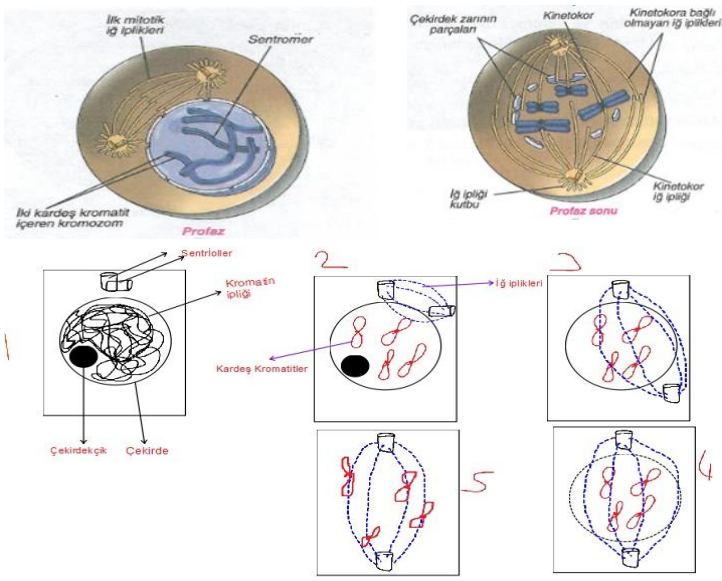 İlk mitotik
iğ iplikleri
Sentromer
İki kardeş kromatit
içeren kromozom
Profaz
Çekirdek zarının
parçaları
Kinetokor
Kinetokora bağlı
olmayan iğ iplikleri
İğ ipliği
kutbu
Kinetokor
iğ ipliği
Profaz sonu
1
Sentrioller
Kromatin
ipliği
Çekirdekçik
Çekirde
2
İğ iplikleri
Kardeş Kromatitler
3
5
4